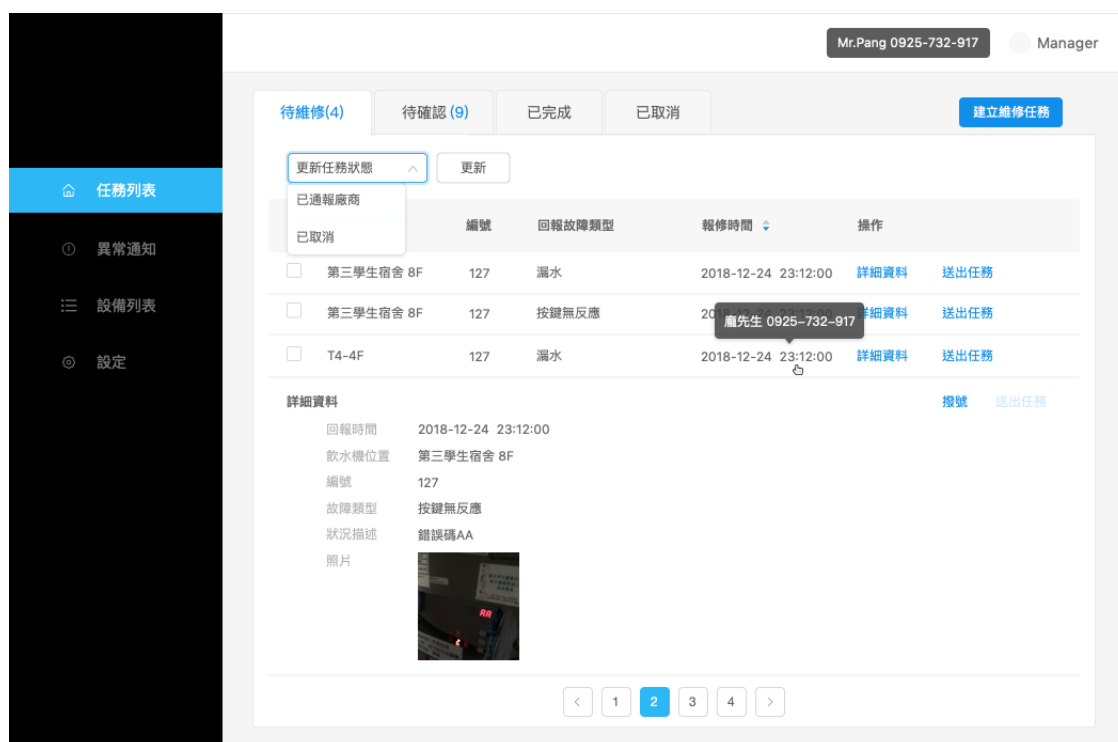 Mr.Pang 0925-732-917
Manager
待維修(4) 待確認 (9) 已完成 已取消 建立維修任務
更新任務狀態 更新
任務列表
已通報廠商
已取消
編號 回報故障類型 報修時間 操作
異常通知
第三學生宿舍 8F 127 漏水 2018-12-24 23:12:00 詳細資料 送出任務
設備列表
第三學生宿舍 8F 127 按鍵無反應 細資料 送出任務
龐先生 0925-732-917
T4-4F 127 漏水 2018-12-24 23:12:00 詳細資料 送出任務
設定
詳細資料 撥號 送出任務
回報時間 2018-12-24 23:12:00
飲水機位置 第三學生宿舍 8F
編號 127
故障類型 按鍵無反應
狀況描述 錯誤碼AA
照片
AA
1 2 3 4